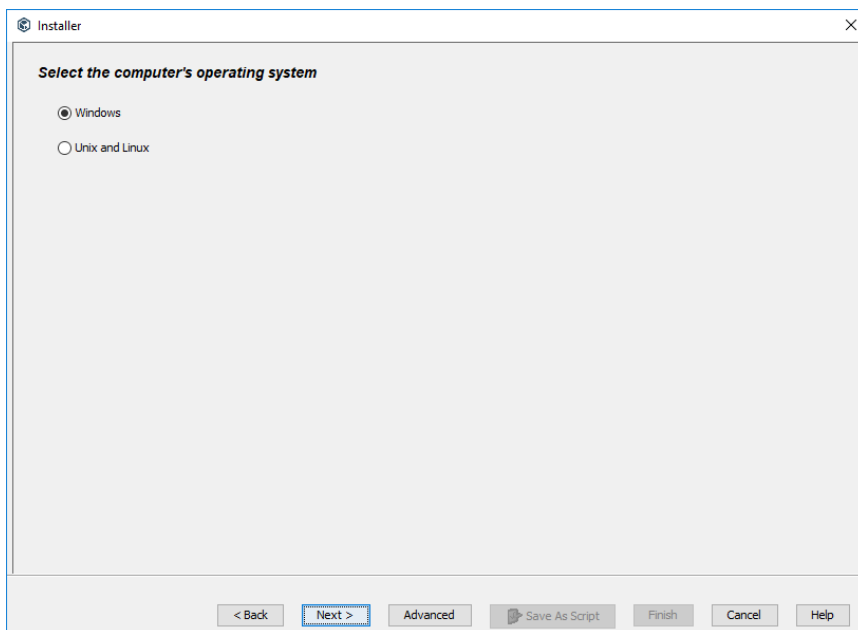 Installer
Select the computer's operating system
Windows
Unix and Linux
< Back Next > Advanced Save As Script Finish Cancel Help